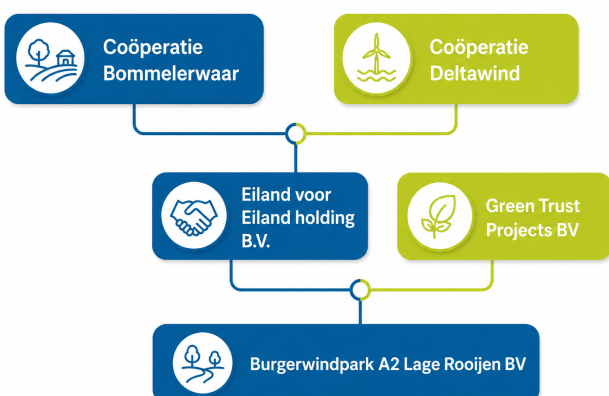 Coöperatie
Bommelerwaar
Coöperatie
Deltawind
Eiland voor
Eiland holding
B.V.
Green Trust
Projects BV
Burgerwindpark A2 Lage Rooijen BV